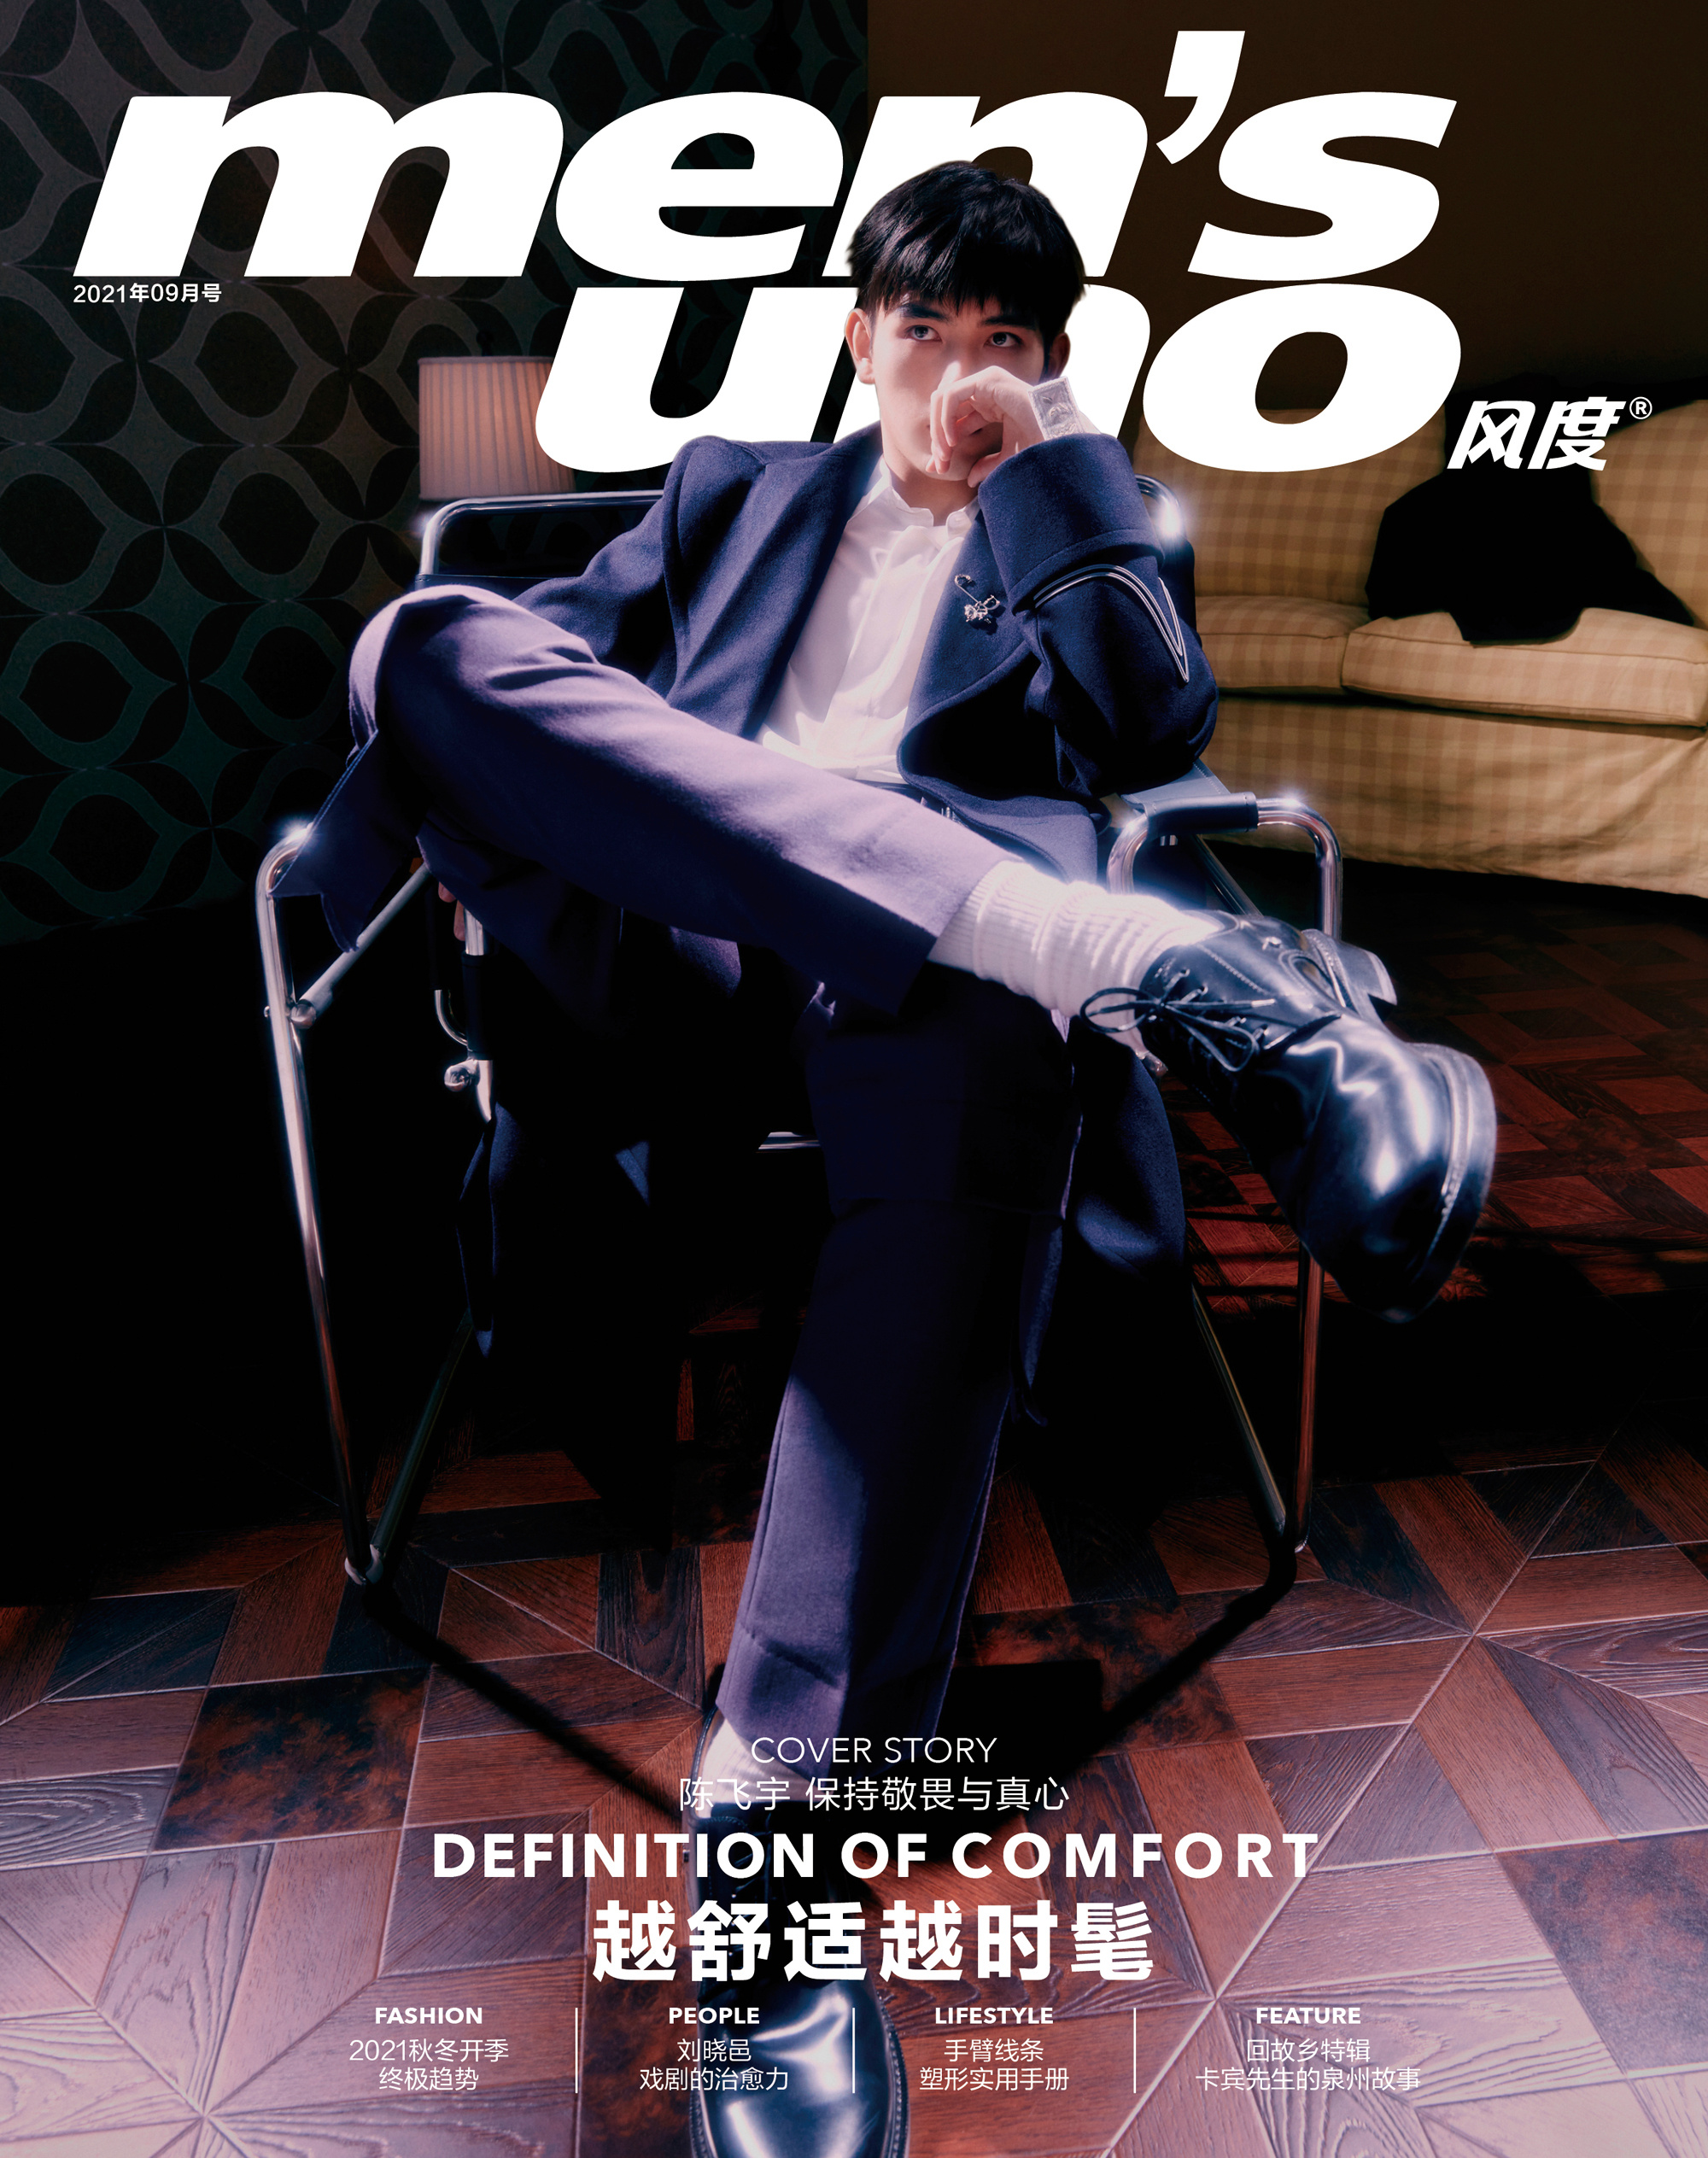 men's
uno
风度®
2021年09月号
COVER STORY
陈飞宇 保持敬畏与真心
DEFINITION OF COMFORT
越舒适越时髦
FASHION
2021秋冬开季
终极趋势
PEOPLE
刘晓邑
戏剧的治愈力
LIFESTYLE
手臂线条
塑形实用手册
FEATURE
回故乡特辑
卡宾先生的泉州故事